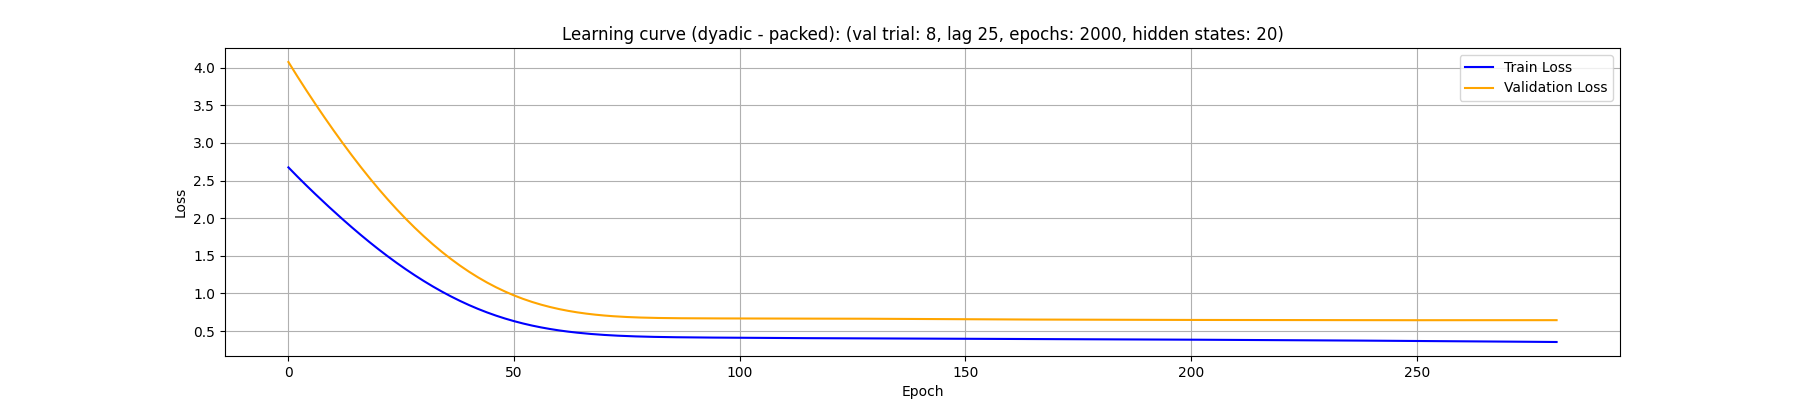 Learning curve (dyadic - packed): (val trial: 8, lag 25, epochs: 2000, hidden states: 20)
Train Loss
Validation Loss
4.0
3.5
3.0
2.5
2.0
1.5
1.0
0.5
Loss
0 50 100 150 200 250
Epoch